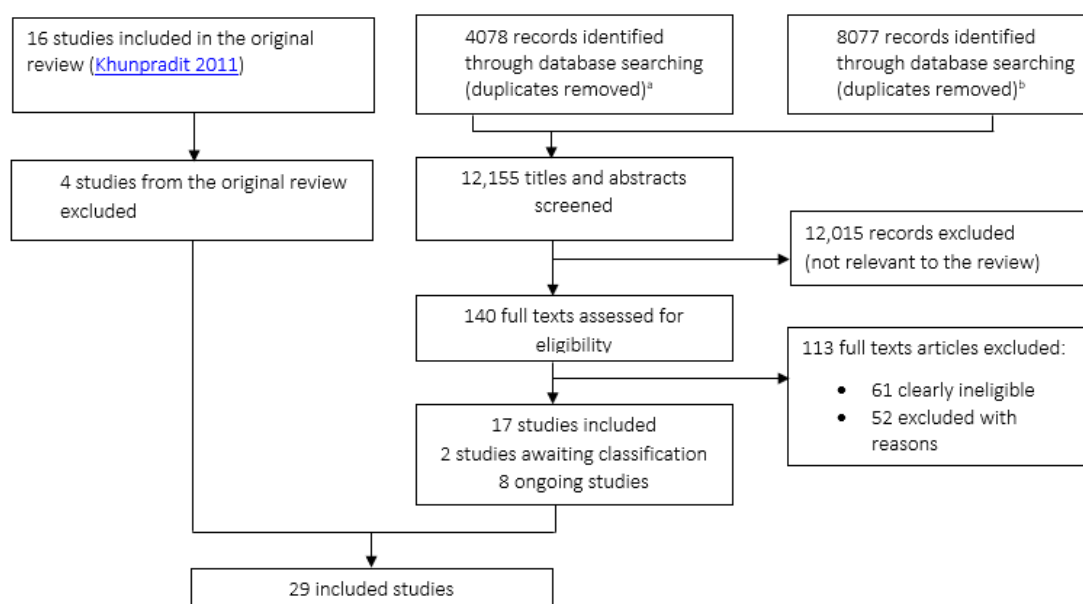 16 studies included in the original
review (Khunpradit 2011)
4078 records identified
through database searching
(duplicates removed)a
8077 records identified
through database searching
(duplicates removed)b
4 studies from the original review
excluded
12,155 titles and abstracts
screened
12,015 records excluded
(not relevant to the review)
140 full texts assessed for
eligibility
113 full texts articles excluded:
• 61 clearly ineligible
• 52 excluded with
reasons
17 studies included
2 studies awaiting classification
8 ongoing studies
29 included studies